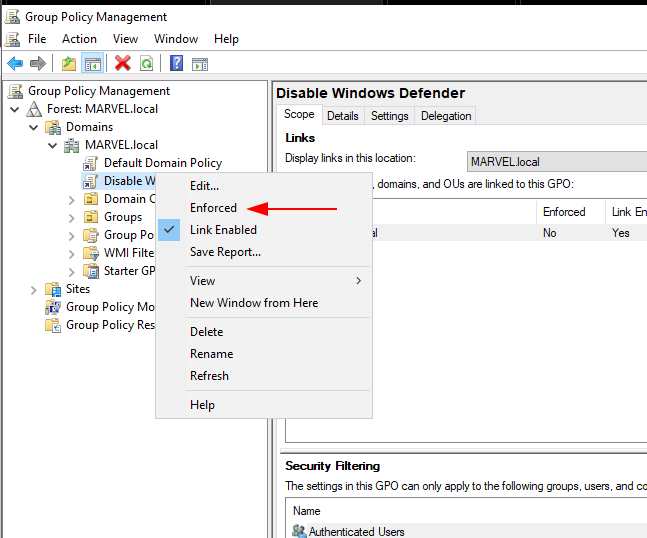 Group Policy Management
File Action View Window Help
Group Policy Management
Forest: MARVEL.local
Domains
MARVEL.local
Default Domain Policy
Disable W
Domain C
Groups
Group Po
WMI Filte
Starter GP
Sites
Group Policy Mo
Group Policy Res
Edit...
Enforced
Link Enabled
Save Report...
View
New Window from Here
Delete
Rename
Refresh
Help
Disable Windows Defender
Scope Details Settings Delegation
Links
Display links in this location: MARVEL.local
, domains, and OUs are linked to this GPO:
Enforced Link En
al No Yes
Security Filtering
The settings in this GPO can only apply to the following groups, users, and co
Name
Authenticated Users